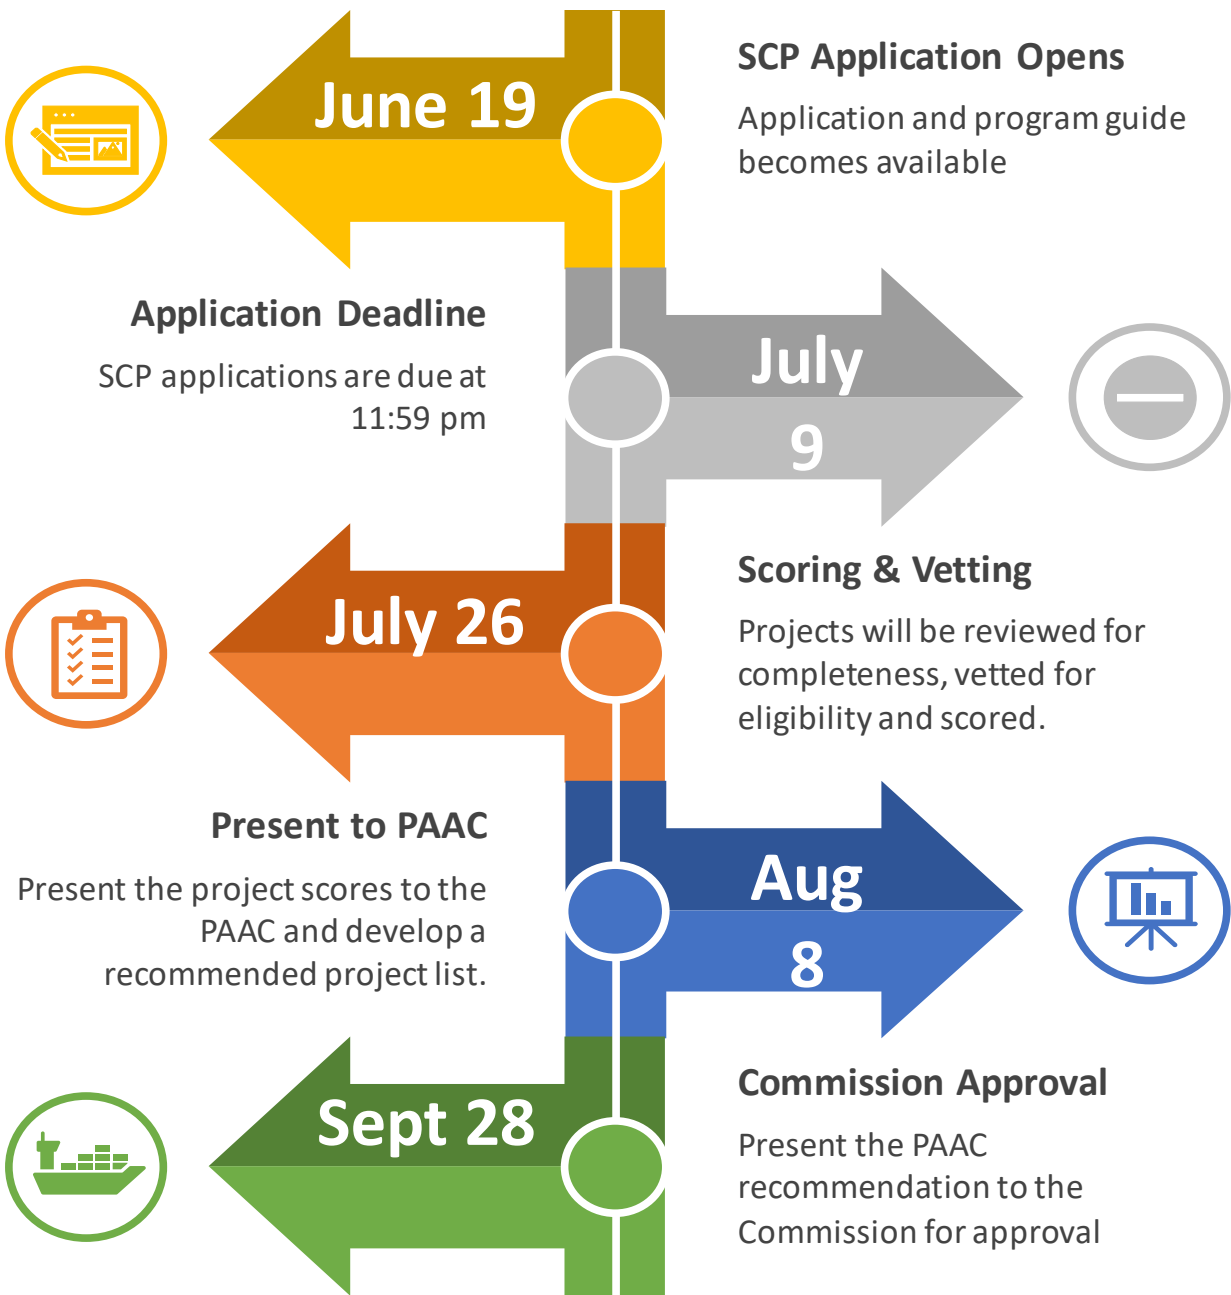 June 19
SCP Application Opens
Application and program guide
becomes available
Application Deadline
SCP applications are due at
11:59 pm
July
9
July 26
Scoring & Vetting
Projects will be reviewed for
completeness, vetted for
eligibility and scored.
Present to PAAC
Present the project scores to the
PAAC and develop a
recommended project list.
Aug
8
Sept 28
Commission Approval
Present the PAAC
recommendation to the
Commission for approval